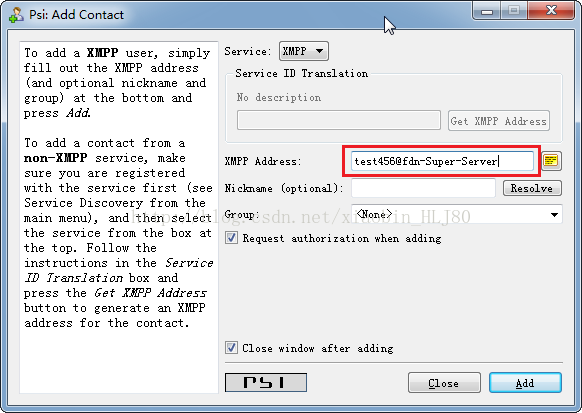 Psi: Add Contact
To add a XMPP user, simply
fill out the XMPP address
(and optional nickname and
group) at the bottom and
press Add.
To add a contact from a
non-XMPP service, make
sure you are registered
with the service first (see
Service Discovery from the
main menu), and then select
the service from the box at
the top. Follow the
instructions in the Service
ID Translation box and
press the Get XMPP Address
button to generate an XMPP
address for the contact.
Service: XMPP
Service ID Translation
No description
Get XMPP Address
XMPP Address: test456@fdn-Super-Server
Nickname (optional): Resolve
Group: <None>
Request authorization when adding
Close window after adding
PSI
Close Add